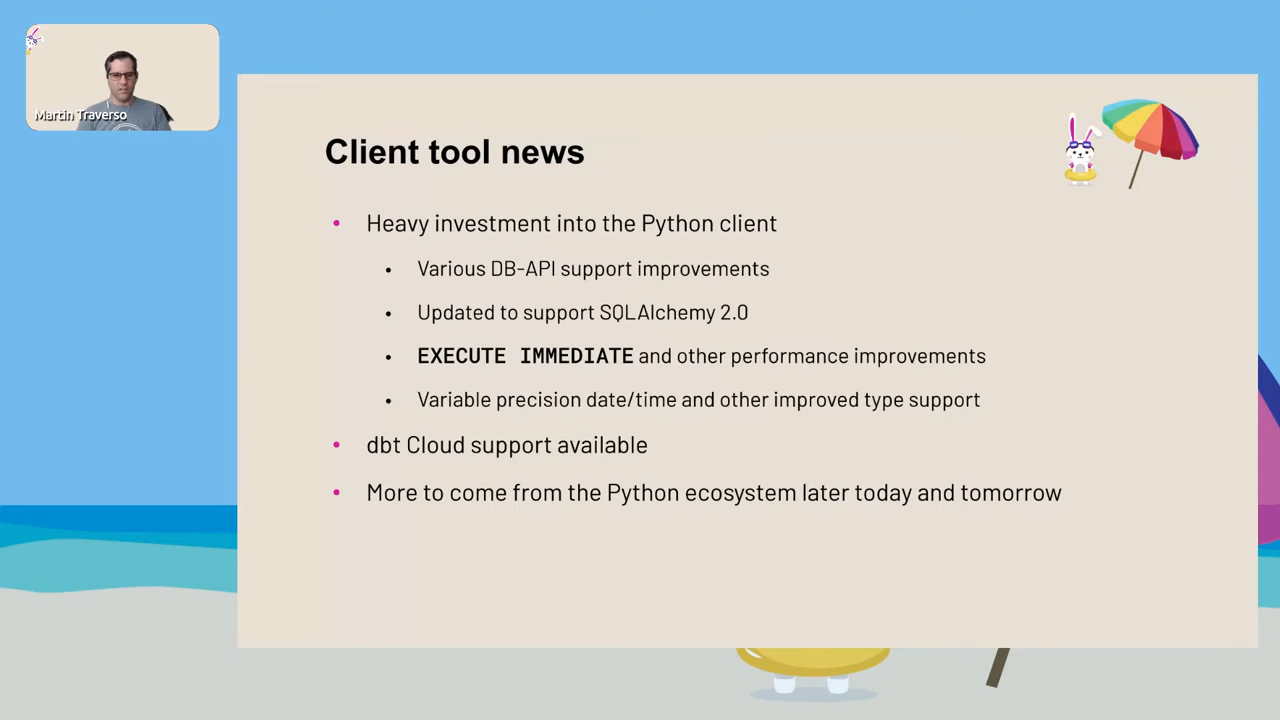 Martin Traverso
Client tool news
• Heavy investment into the Python client
• Various DB-API support improvements
• Updated to support SQLAlchemy 2.0
• EXECUTE IMMEDIATE and other performance improvements
• Variable precision date/time and other improved type support
• dbt Cloud support available
• More to come from the Python ecosystem later today and tomorrow